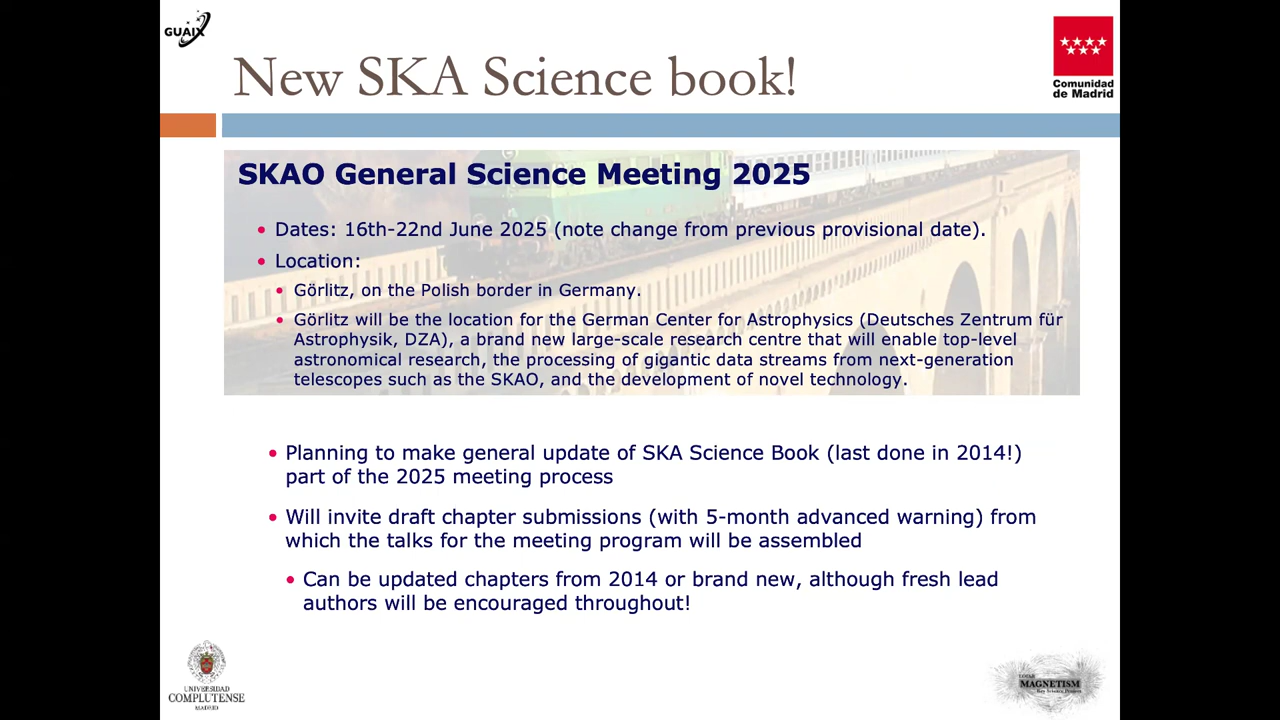 GUAIX
New SKA Science book!
Comunidad
de Madrid
SKAO General Science Meeting 2025
• Dates: 16th-22nd June 2025 (note change from previous provisional date).
• Location:
• Görlitz, on the Polish border in Germany.
• Görlitz will be the location for the German Center for Astrophysics (Deutsches Zentrum für
Astrophysik, DZA), a brand new large-scale research centre that will enable top-level
astronomical research, the processing of gigantic data streams from next-generation
telescopes such as the SKAO, and the development of novel technology.
• Planning to make general update of SKA Science Book (last done in 2014!)
part of the 2025 meeting process
• Will invite draft chapter submissions (with 5-month advanced warning) from
which the talks for the meeting program will be assembled
• Can be updated chapters from 2014 or brand new, although fresh lead
authors will be encouraged throughout!
UNIVERSIDAD
COMPLUTENSE
MADRID
LOFAR
MAGNETISM
Key Science Project